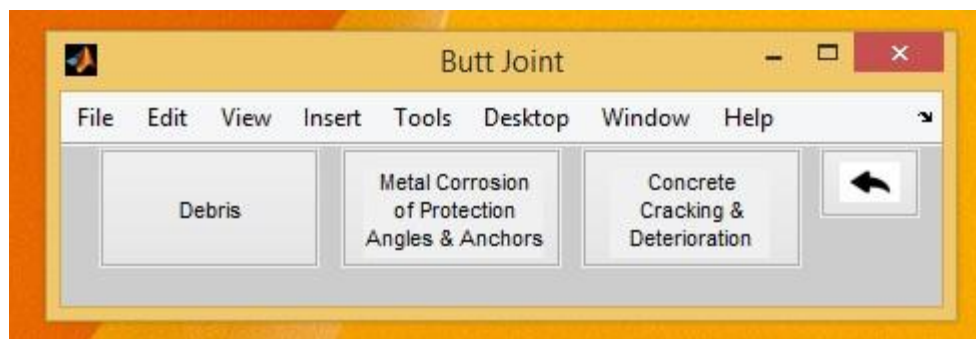 Butt Joint
File Edit View Insert Tools Desktop Window Help
Debris
Metal Corrosion
of Protection
Angles & Anchors
Concrete
Cracking &
Deterioration